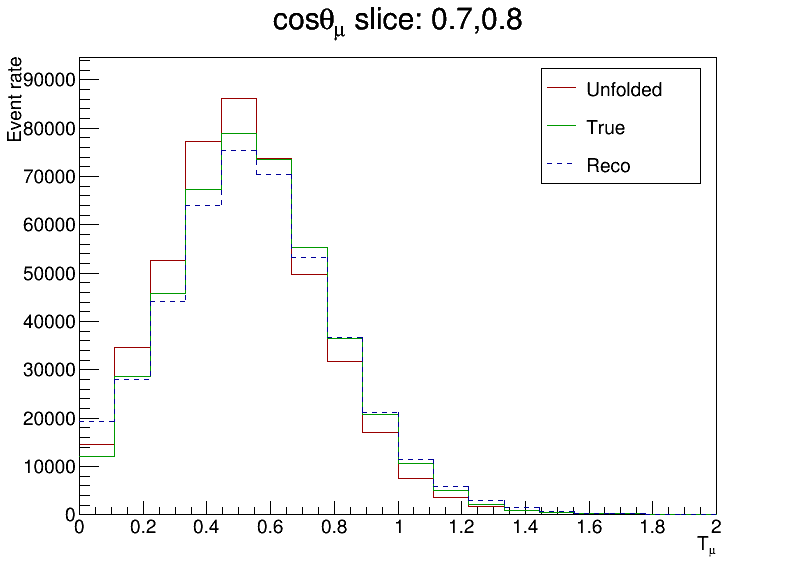 cosθμ slice: 0.7,0.8
Event rate
90000
80000
70000
60000
50000
40000
30000
20000
10000
0
Unfolded
True
Reco
0 0.2 0.4 0.6 0.8 1 1.2 1.4 1.6 1.8 2
Tμ